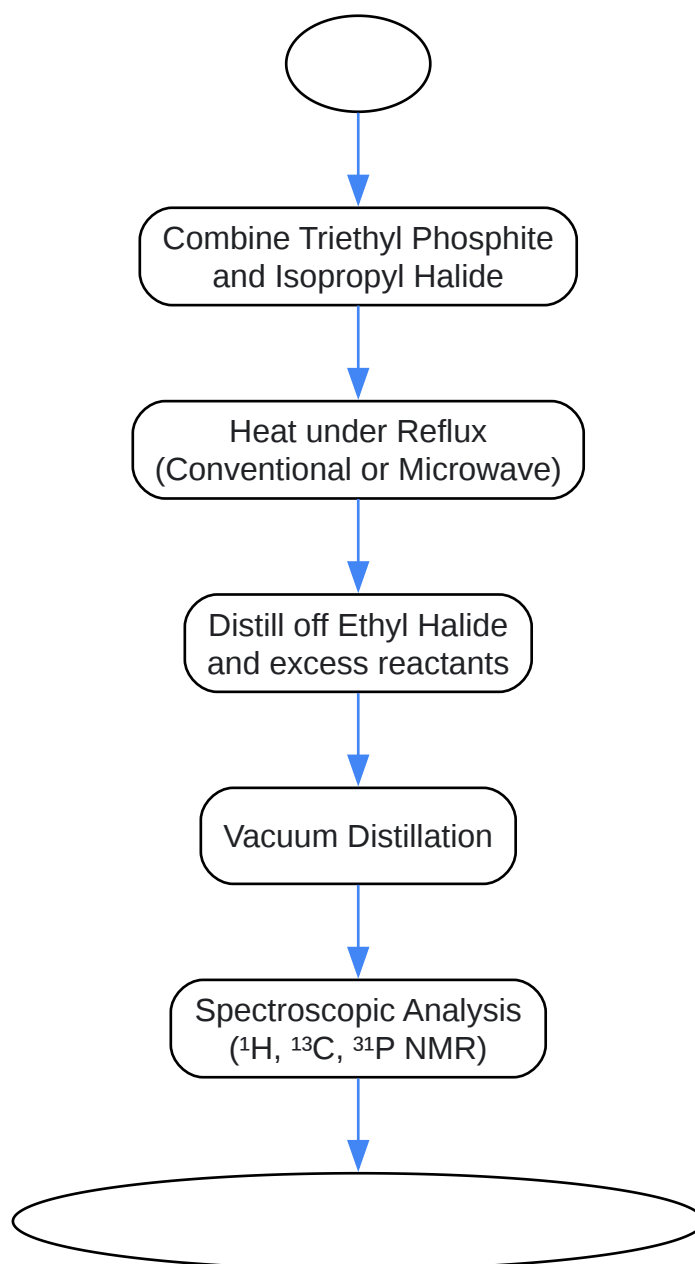 Combine Triethyl Phosphite
and Isopropyl Halide
Heat under Reflux
(Conventional or Microwave)
Distill off Ethyl Halide
and excess reactants
Vacuum Distillation
Spectroscopic Analysis
(¹H, ¹³C, ³¹P NMR)